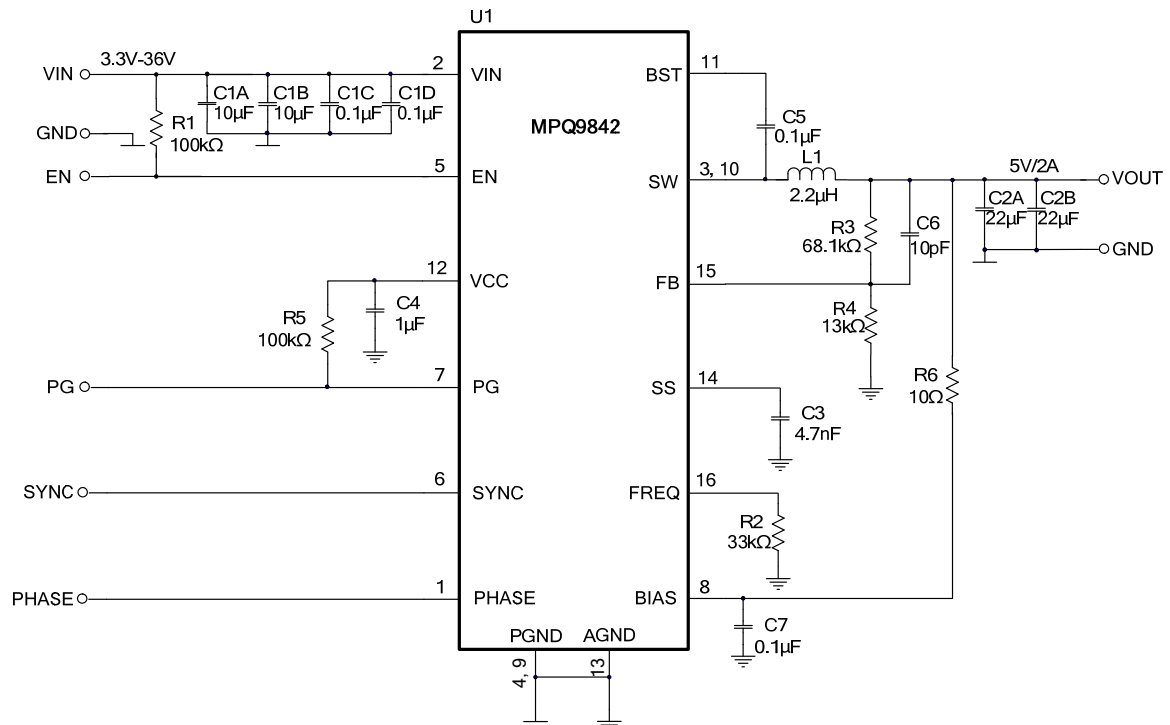 U1
3.3V-36V
VIN
2
VIN
BST
11
C1A
10µF
C1B
10µF
C1C
0.1µF
C1D
0.1µF
C5
0.1µF
GND
R1
100kΩ
MPQ9842
L1
2.2µH
EN
5
EN
SW
3, 10
5V/2A
VOUT
C2A
22µF
C2B
22µF
R3
68.1kΩ
C6
10pF
GND
12
VCC
FB
15
C4
1µF
R5
100kΩ
R4
13kΩ
PG
7
PG
SS
14
R6
10Ω
C3
4.7nF
SYNC
6
SYNC
FREQ
16
R2
33kΩ
PHASE
1
PHASE
BIAS
8
C7
0.1µF
PGND
AGND
4, 9
13